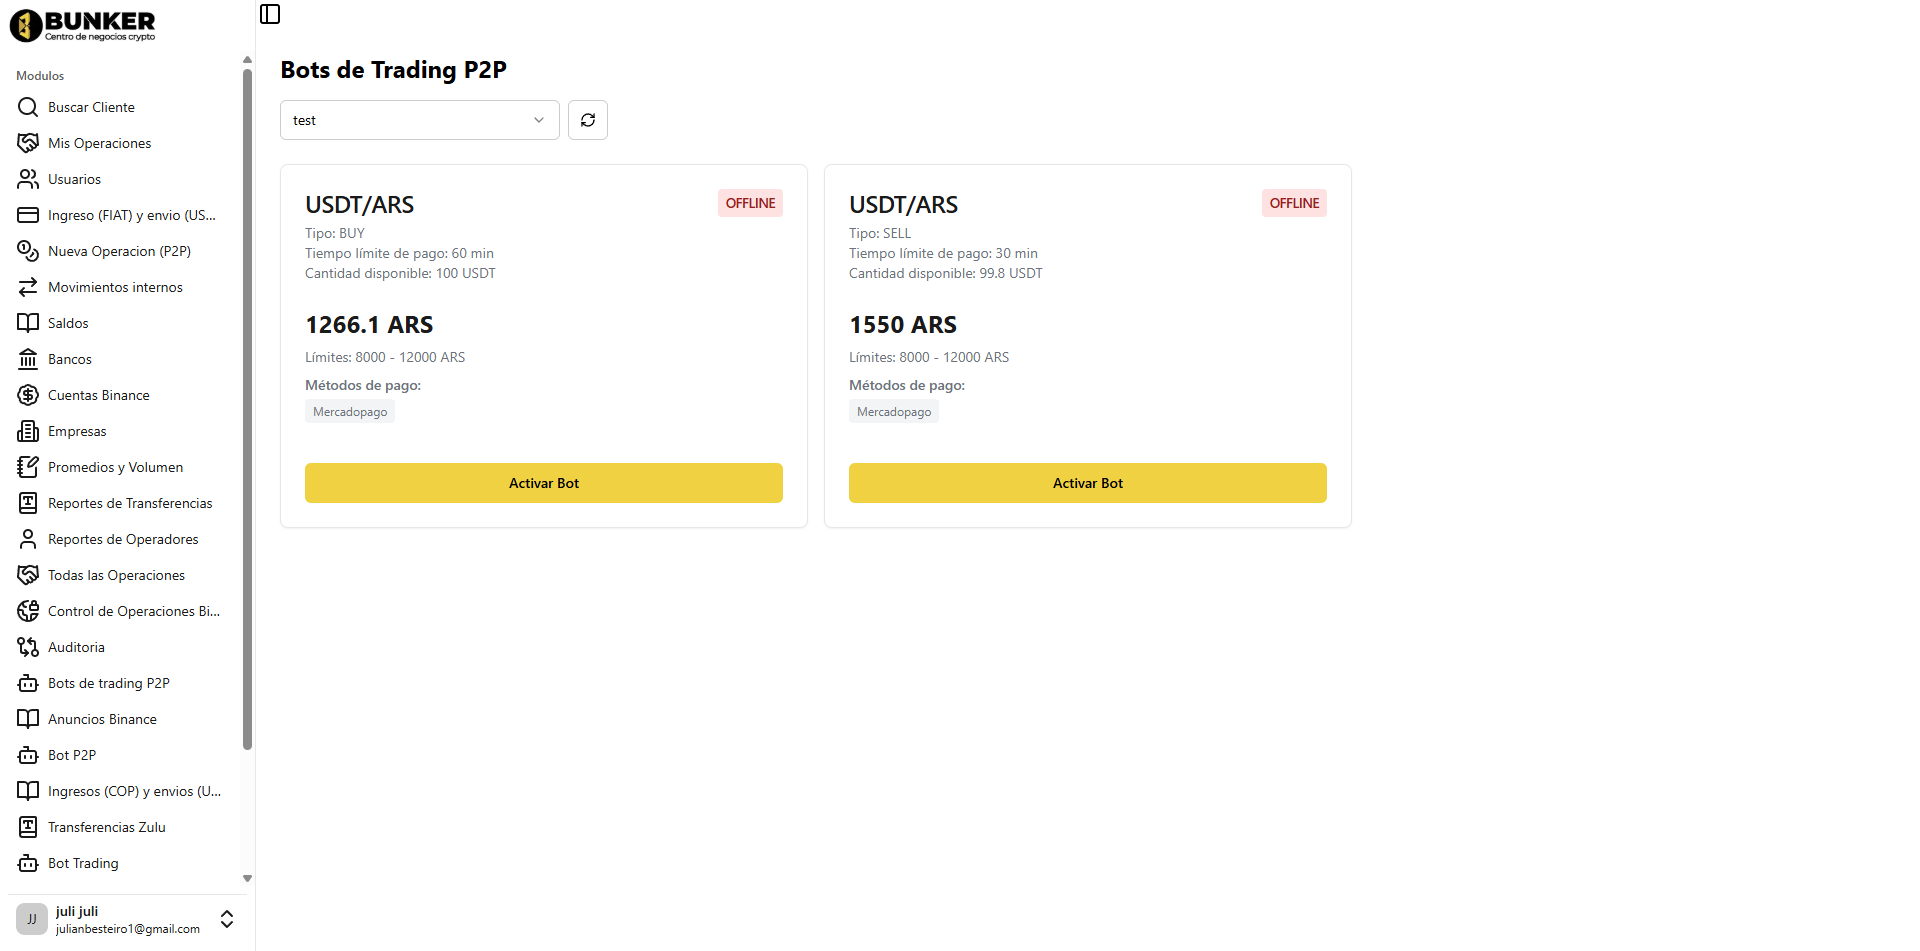 BUNKER
Centro de negocios crypto
Modulos
Buscar Cliente
Mis Operaciones
Usuarios
Ingreso (FIAT) y envio (US...
Nueva Operacion (P2P)
Movimientos internos
Saldos
Bancos
Cuentas Binance
Empresas
Promedios y Volumen
Reportes de Transferencias
Reportes de Operadores
Todas las Operaciones
Control de Operaciones Bi...
Auditoria
Bots de trading P2P
Anuncios Binance
Bot P2P
Ingresos (COP) y envios (U...
Transferencias Zulu
Bot Trading
JJ
juli juli
julianbesteiro1@gmail.com
Bots de Trading P2P
test
USDT/ARS
OFFLINE
Tipo: BUY
Tiempo límite de pago: 60 min
Cantidad disponible: 100 USDT
1266.1 ARS
Límites: 8000 - 12000 ARS
Métodos de pago:
Mercadopago
Activar Bot
USDT/ARS
OFFLINE
Tipo: SELL
Tiempo límite de pago: 30 min
Cantidad disponible: 99.8 USDT
1550 ARS
Límites: 8000 - 12000 ARS
Métodos de pago:
Mercadopago
Activar Bot